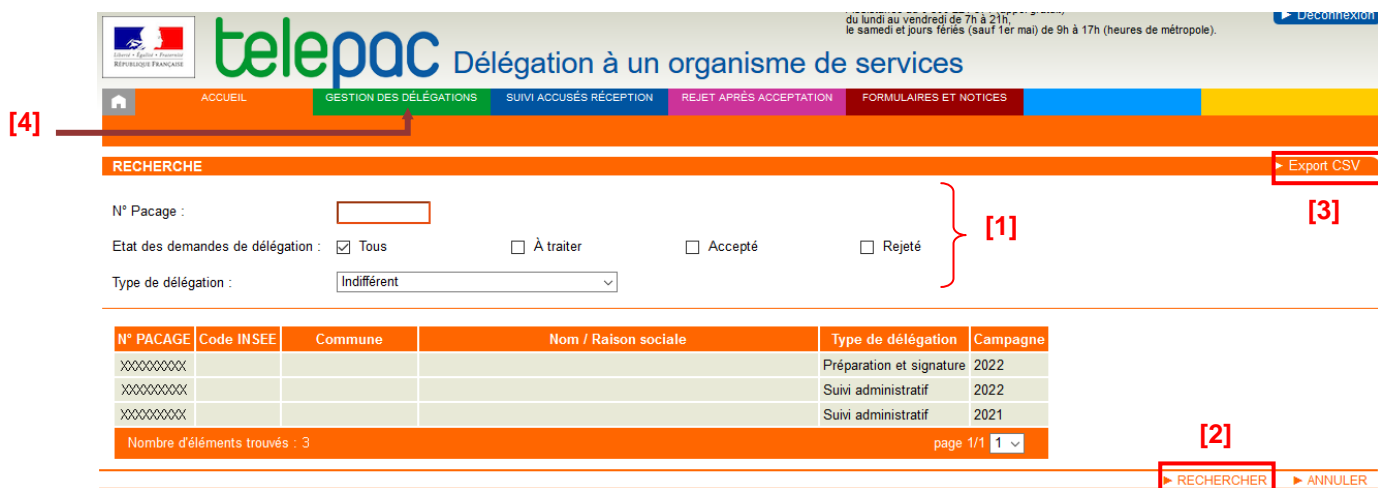 du lundi au vendredi de 7h à 21h,
le samedi et jours fériés (sauf 1er mai) de 9h à 17h (heures de métropole).
► Déconnexion
Liberté • Égalité • Fraternité
RÉPUBLIQUE FRANÇAISE
telepac Délégation à un organisme de services
ACCUEIL GESTION DES DÉLÉGATIONS SUIVI ACCUSÉS RÉCEPTION REJET APRÈS ACCEPTATION FORMULAIRES ET NOTICES
[4]
RECHERCHE ► Export CSV
[3]
N° Pacage :
[1]
Etat des demandes de délégation : Tous À traiter Accepté Rejeté
Type de délégation : Indifférent
N° PACAGE Code INSEE Commune Nom / Raison sociale Type de délégation Campagne
XXXXXXXXX Préparation et signature 2022
XXXXXXXXX Suivi administratif 2022
XXXXXXXXX Suivi administratif 2021
Nombre d'éléments trouvés : 3 page 1/1 1
[2]
► RECHERCHER ► ANNULER